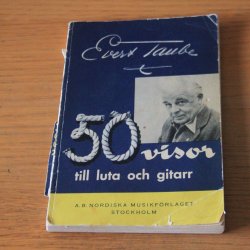 Evert Taube
50 visor
till luta och gitarr
A.B. NORDISKA MUSIKFÖRLAGET
STOCKHOLM